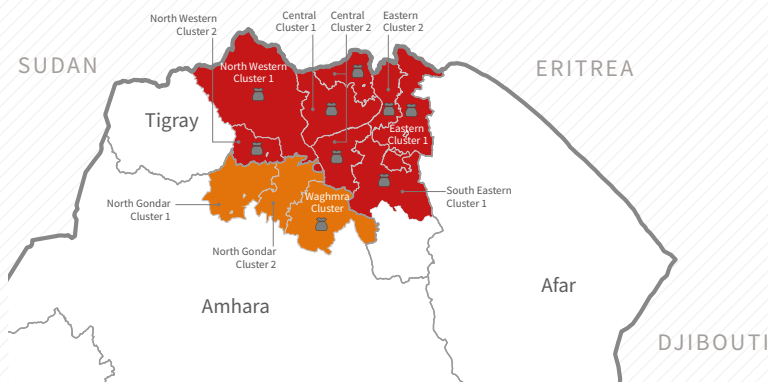 North Western
Cluster 2
Central
Cluster 1
Central
Cluster 2
Eastern
Cluster 2
SUDAN
ERITREA
North Western
Cluster 1
Tigray
Eastern
Cluster 1
South Eastern
Cluster 1
Waghmra
Cluster
North Gondar
Cluster 1
North Gondar
Cluster 2
Amhara
Afar
DJIBOUTI